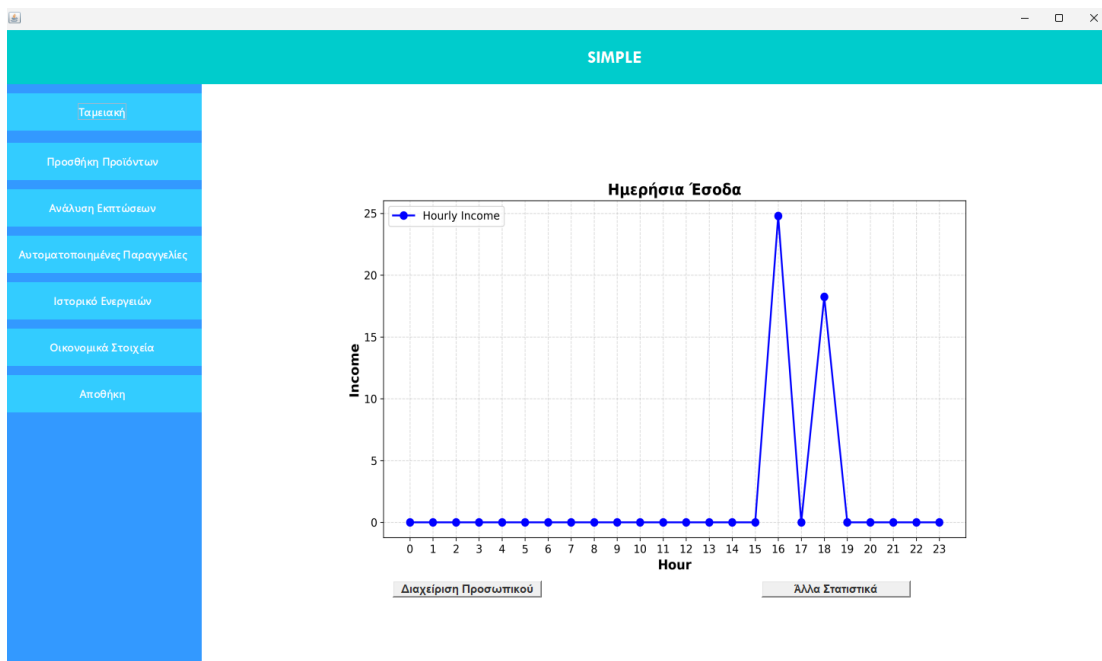 SIMPLE
Ταμειακή
Προσθήκη Προϊόντων
Ανάλυση Εκπτώσεων
Αυτοματοποιημένες Παραγγελίες
Ιστορικό Ενεργειών
Οικονομικά Στοιχεία
Αποθήκη
Ημερήσια Έσοδα
Hourly Income
25
20
15
10
5
0
Income
0 1 2 3 4 5 6 7 8 9 10 11 12 13 14 15 16 17 18 19 20 21 22 23
Hour
Διαχείριση Προσωπικού Άλλα Στατιστικά